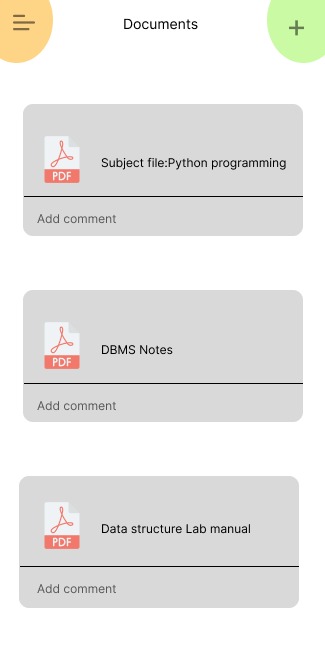 Documents
PDF
Subject file:Python programming
Add comment
PDF
DBMS Notes
Add comment
PDF
Data structure Lab manual
Add comment